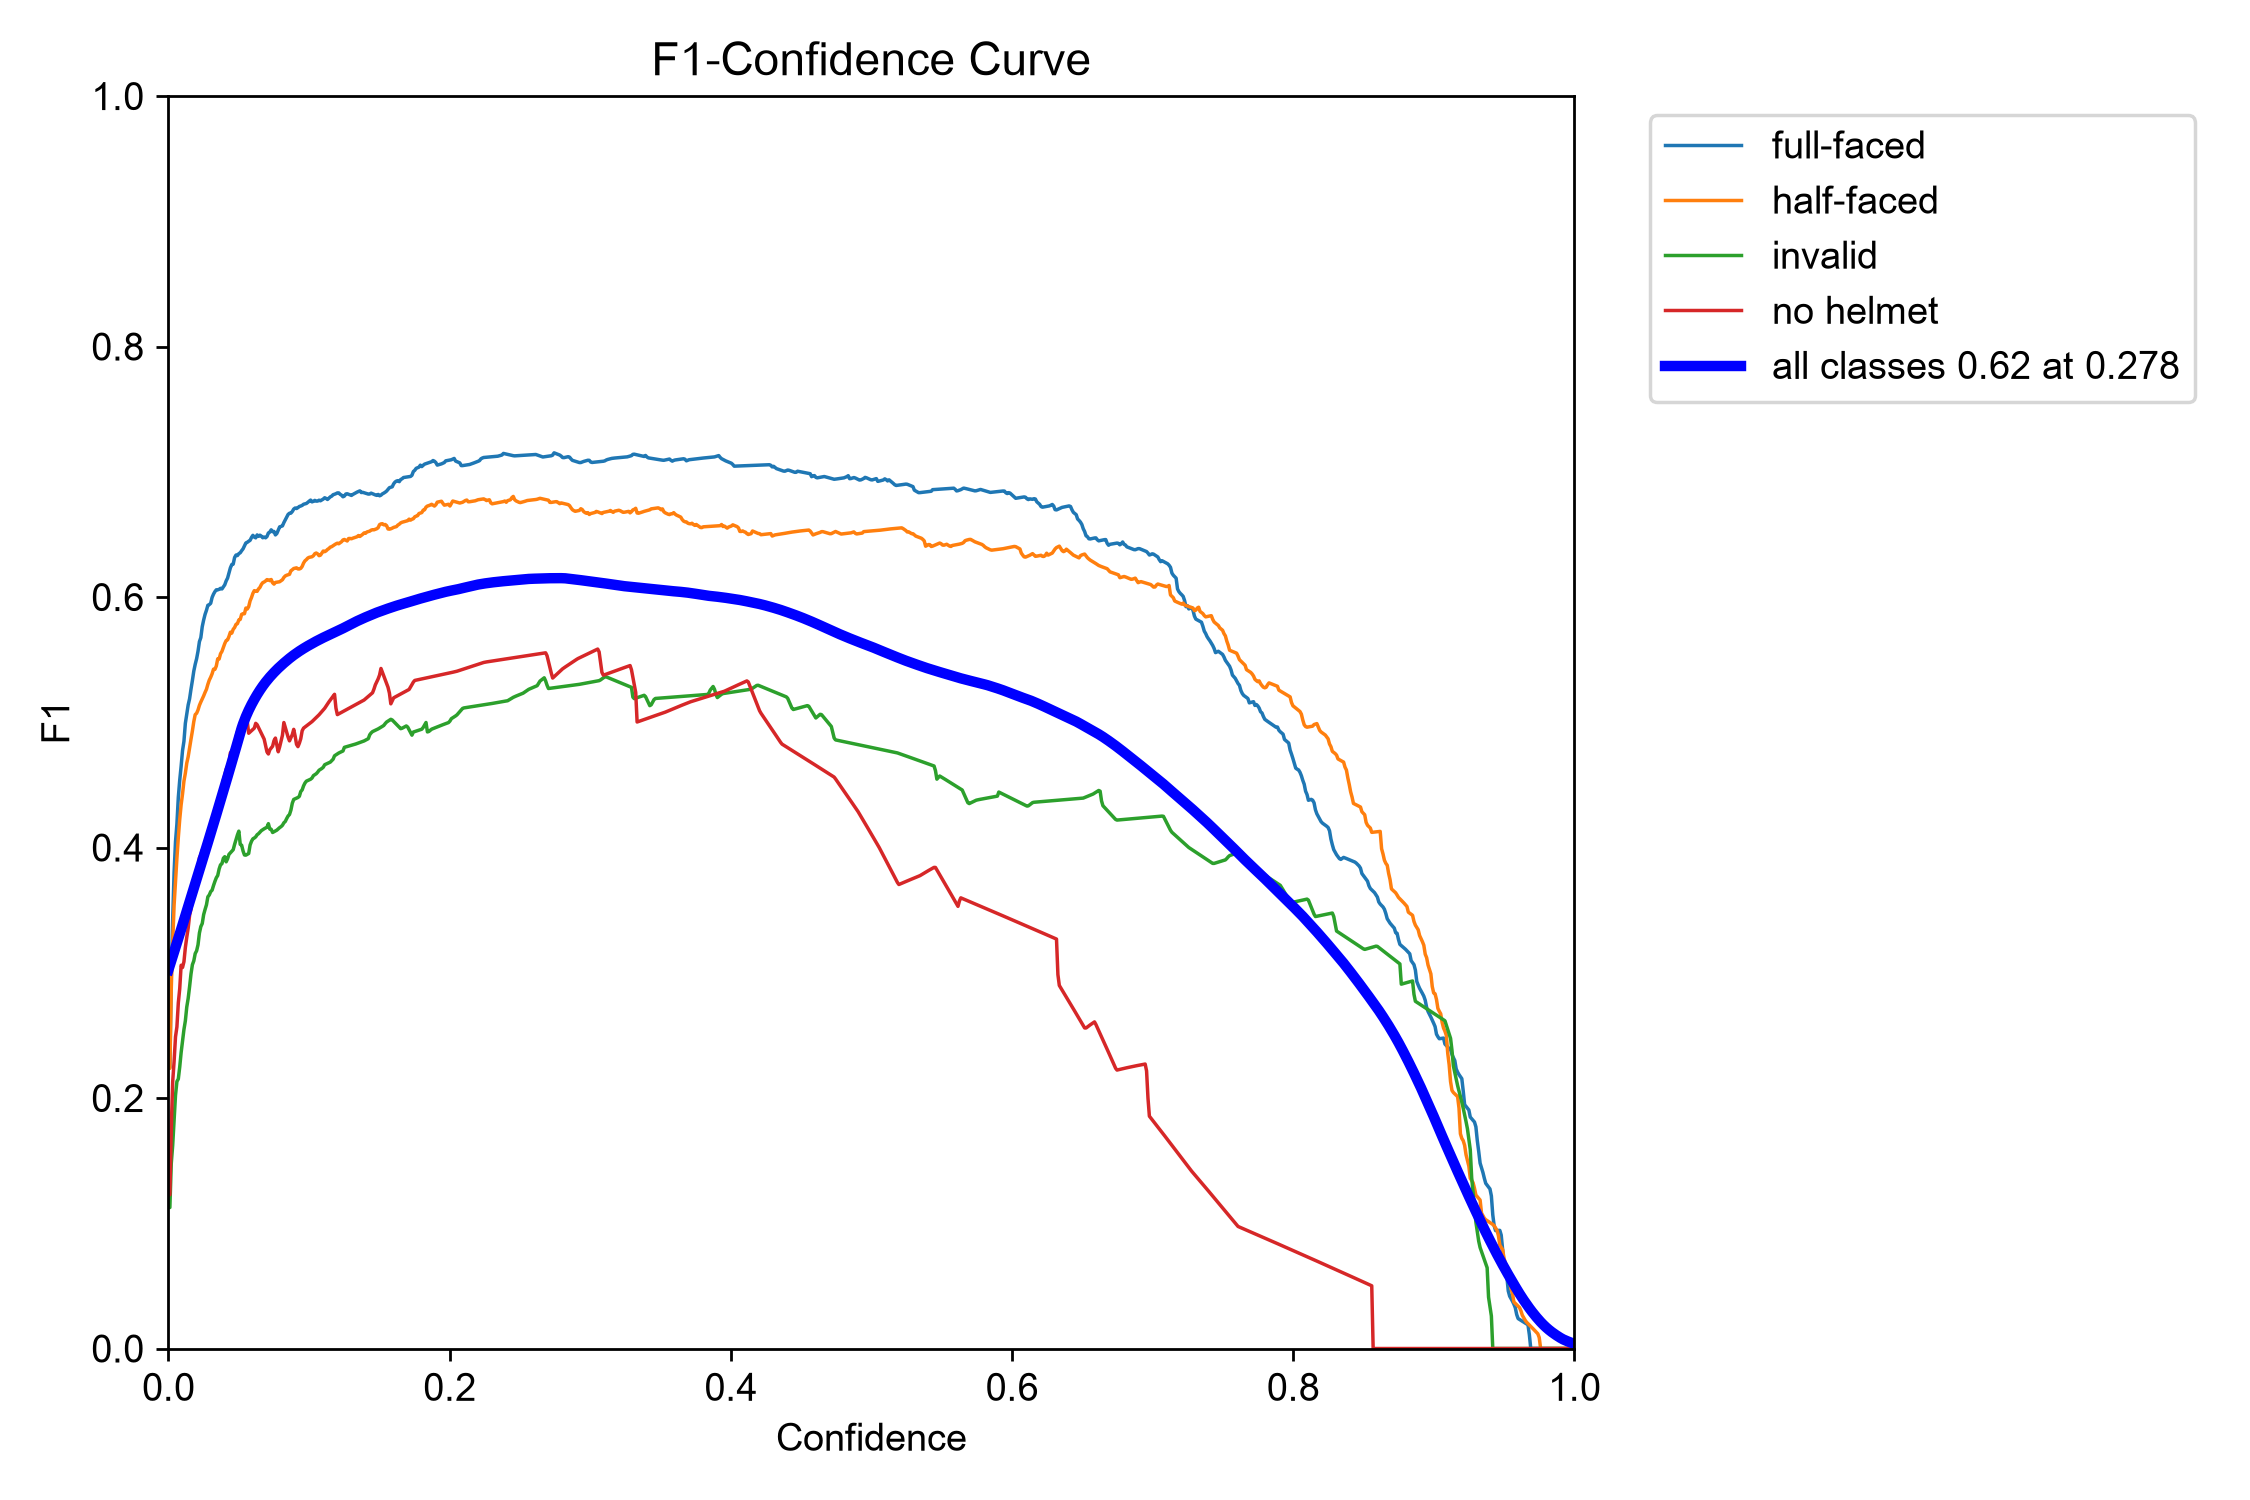 F1-Confidence Curve
1.0
0.8
0.6
0.4
0.2
0.0
F1
0.0 0.2 0.4 0.6 0.8 1.0
Confidence
full-faced
half-faced
invalid
no helmet
all classes 0.62 at 0.278